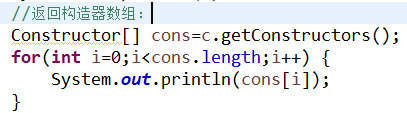 //返回构造器数组：
Constructor[] cons=c.getConstructors();
for(int i=0;i<cons.length;i++) {
System.out.println(cons[i]);
}